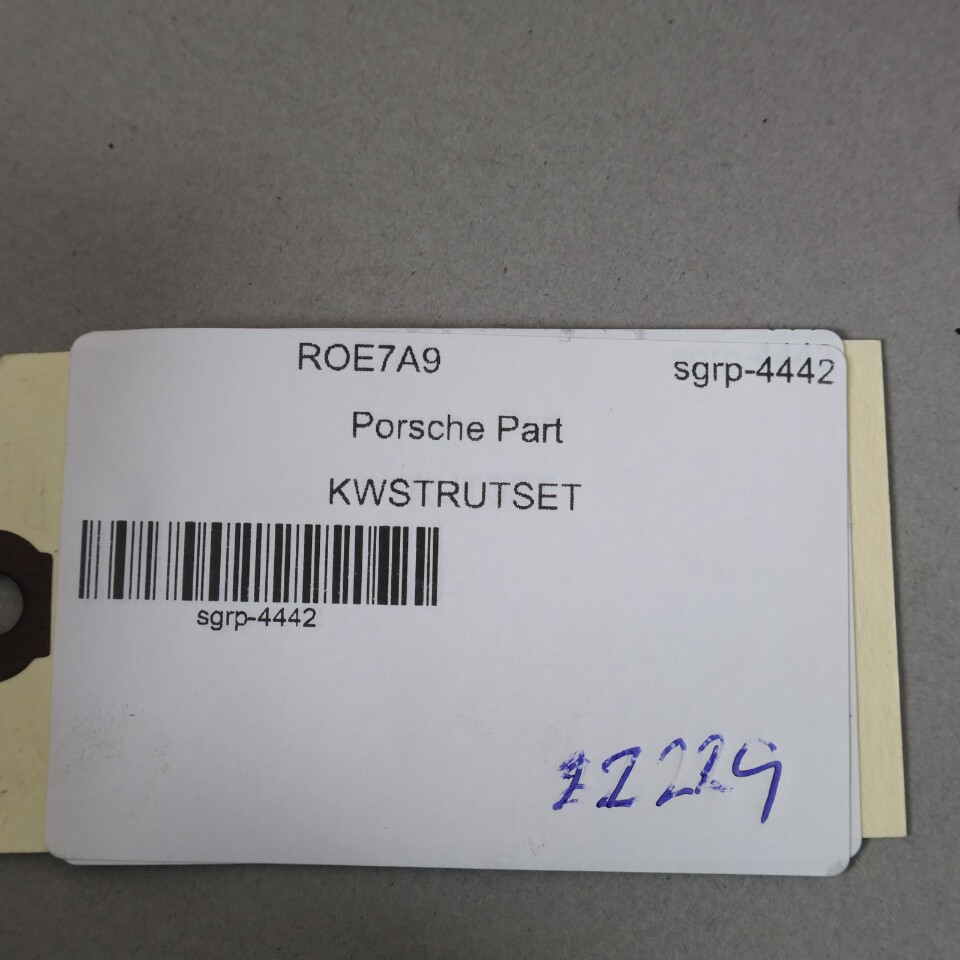 ROE7A9 sgrp-4442
Porsche Part
KWSTRUTSET
sgrp-4442